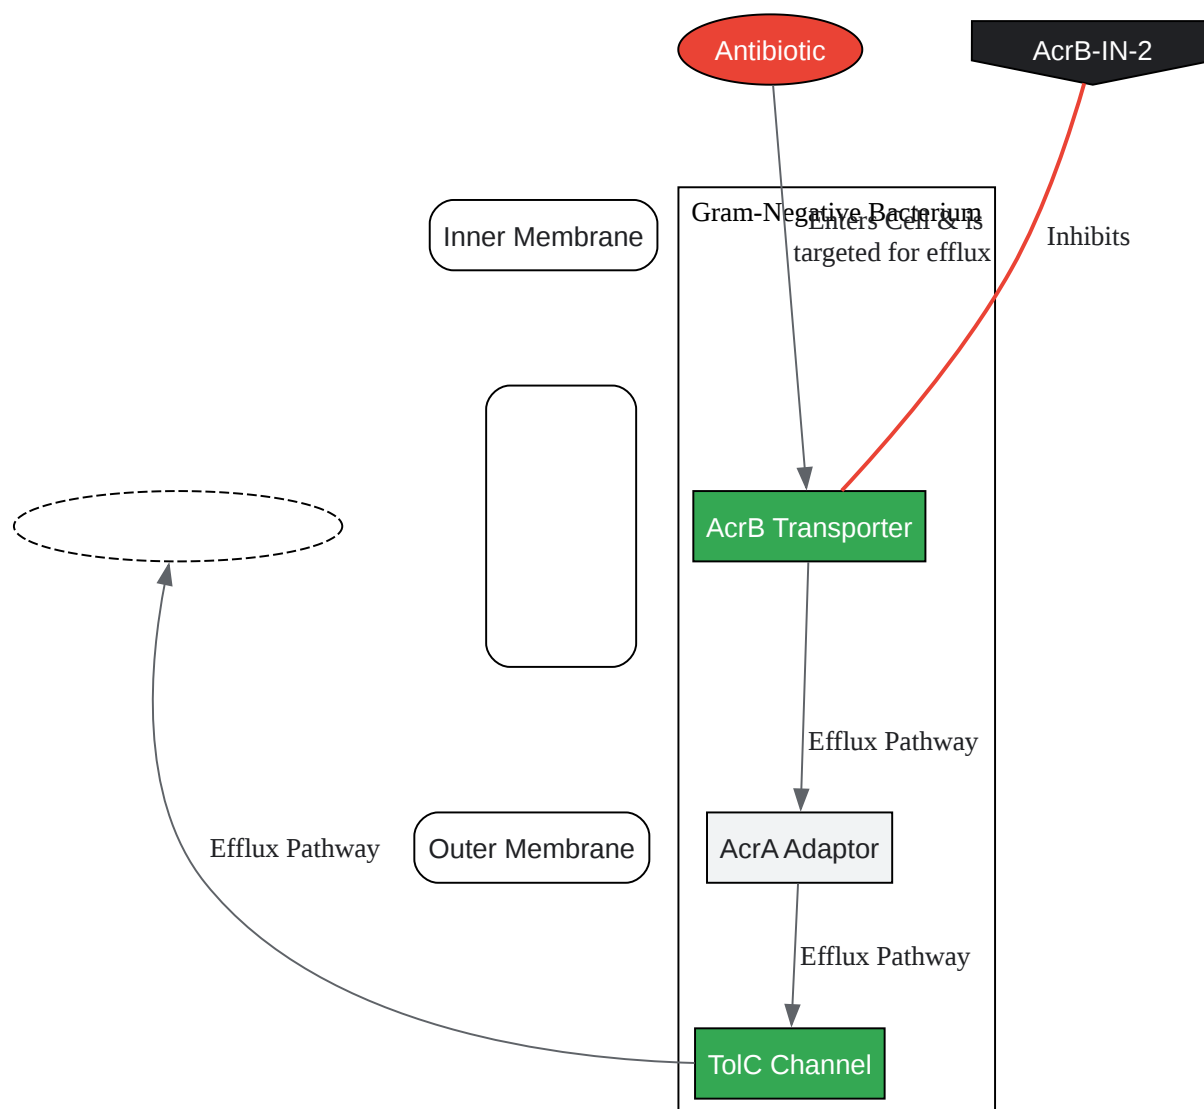 Antibiotic
AcrB-IN-2
Gram-Negative Bacterium
Enters Cell & is
targeted for efflux
Inner Membrane
Inhibits
AcrB Transporter
Efflux Pathway
Outer Membrane
AcrA Adaptor
Efflux Pathway
Efflux Pathway
TolC Channel